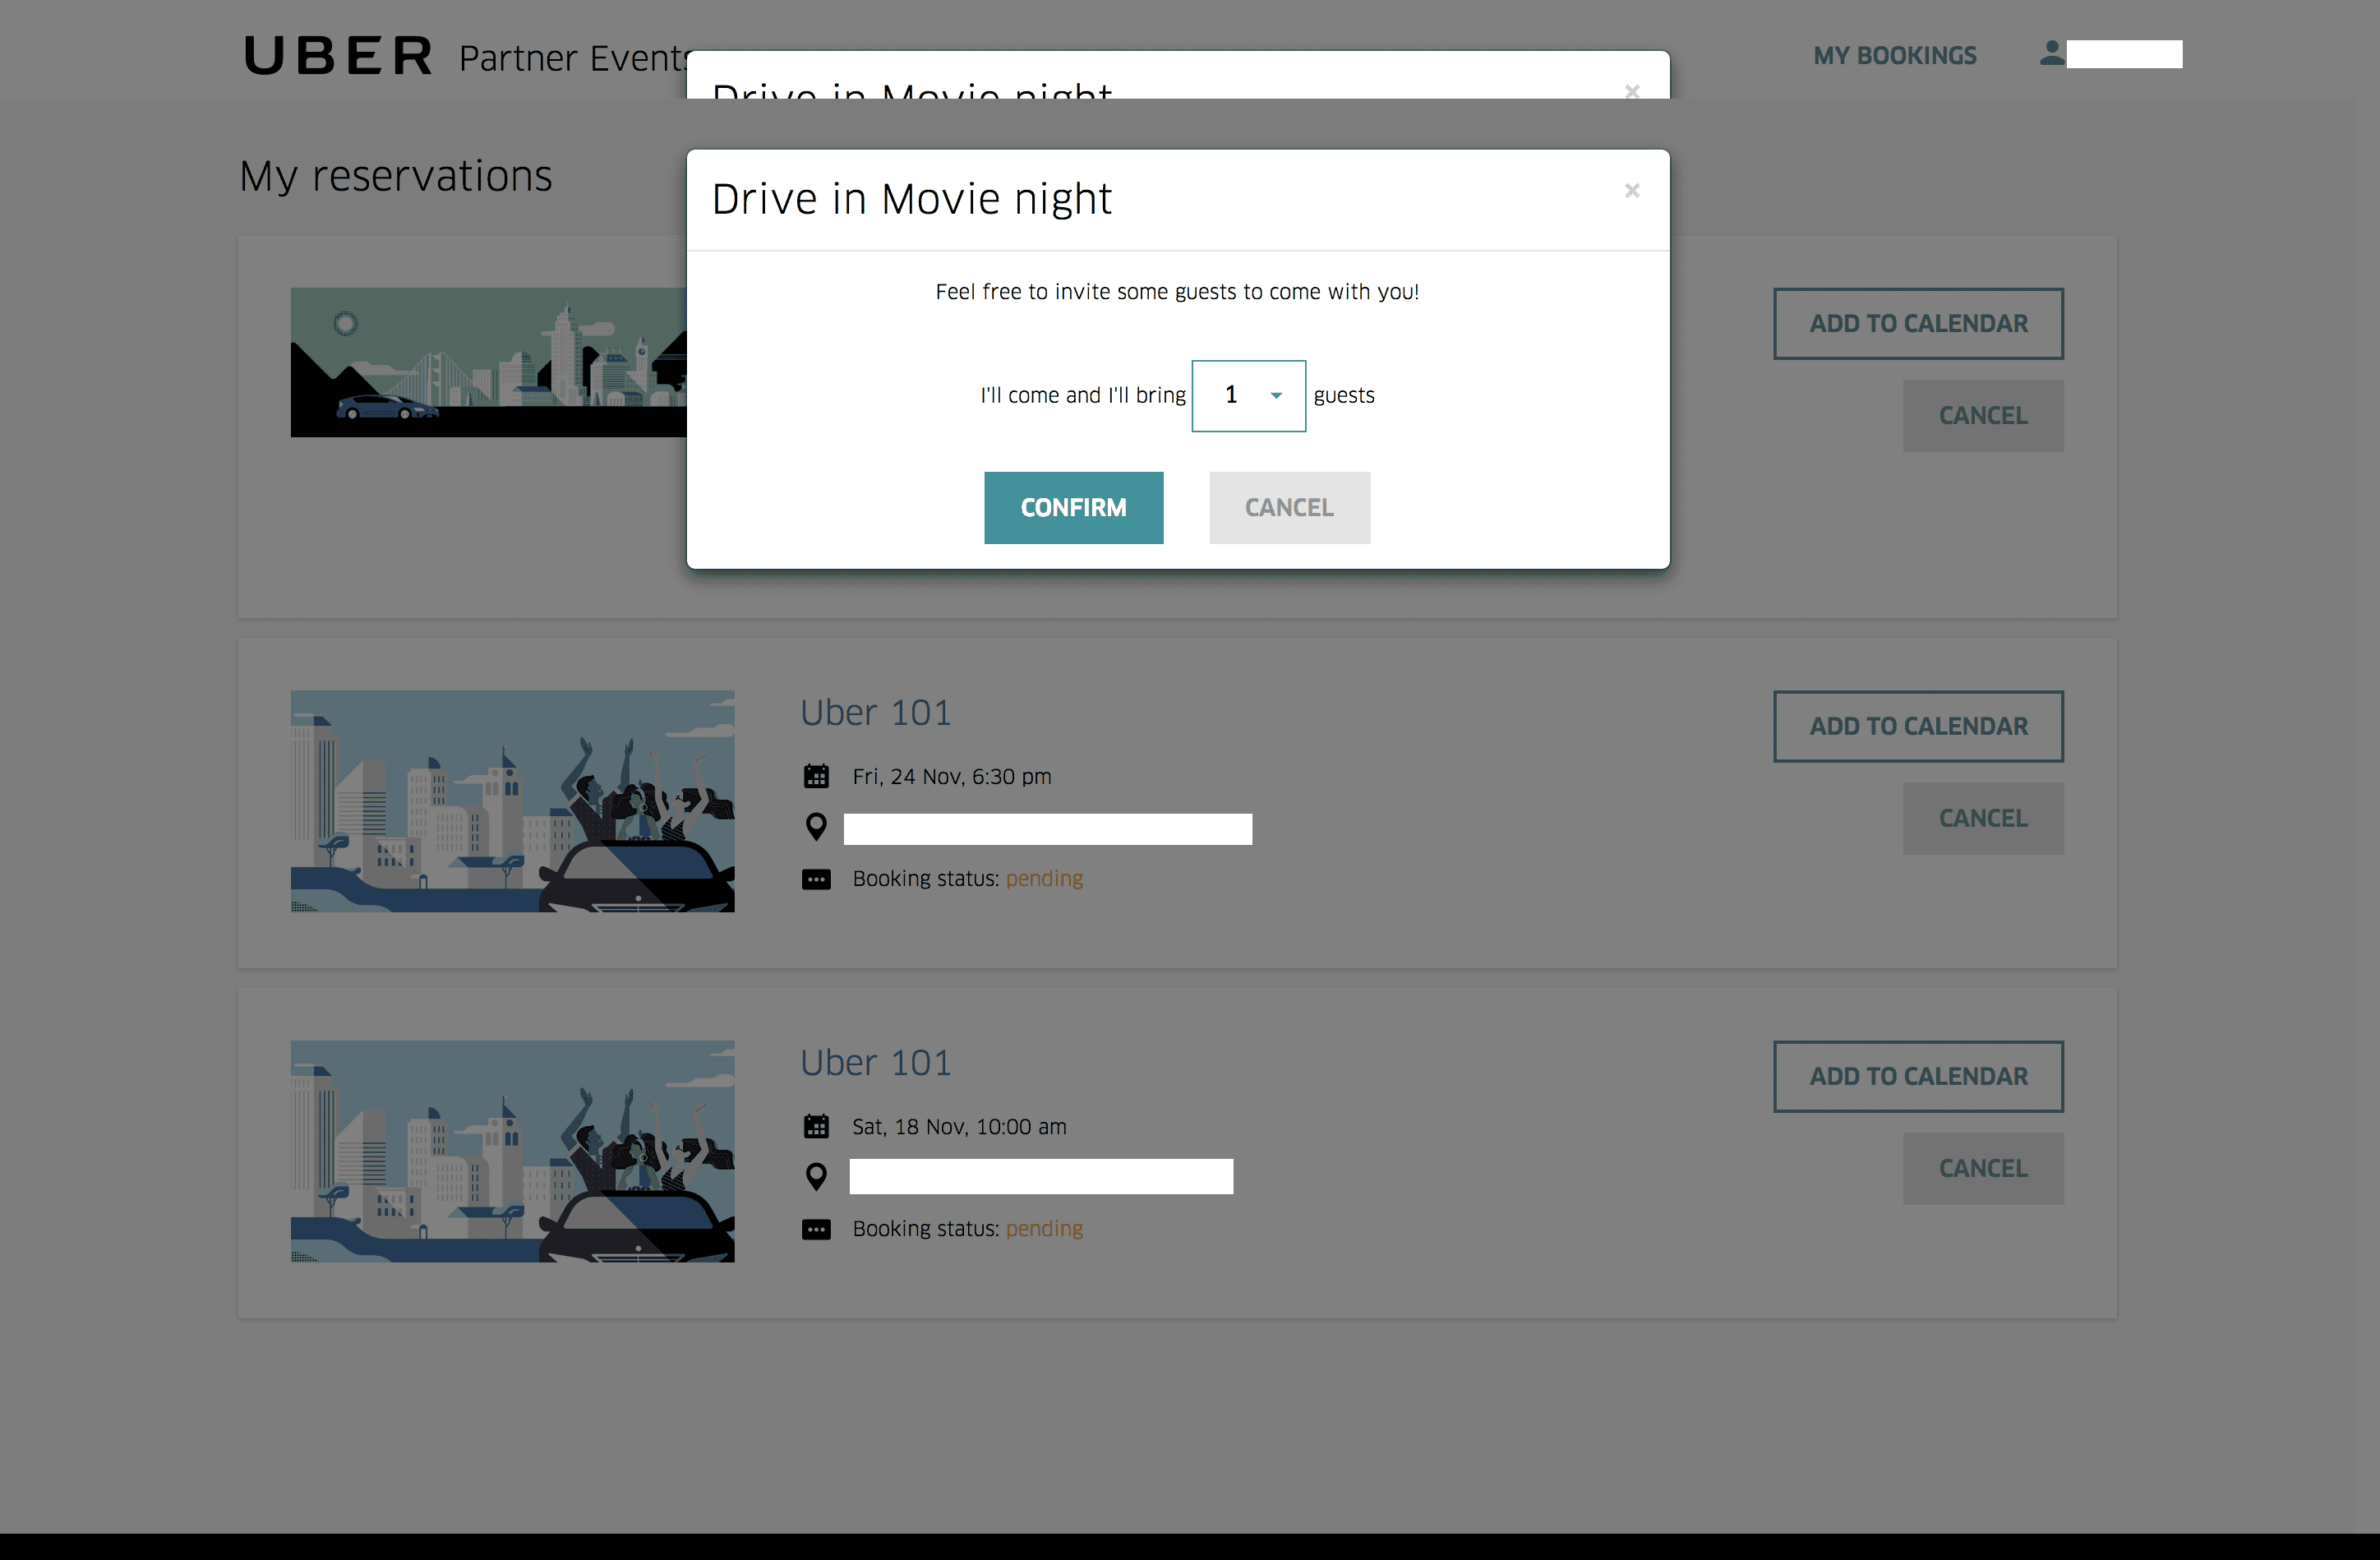 UBER Partner Events
MY BOOKINGS
Drive in Movie night
×
My reservations
Drive in Movie night
×
Feel free to invite some guests to come with you!
I'll come and I'll bring 1 guests
CONFIRM
CANCEL
ADD TO CALENDAR
CANCEL
Uber 101
Fri, 24 Nov, 6:30 pm
Booking status: pending
ADD TO CALENDAR
CANCEL
Uber 101
Sat, 18 Nov, 10:00 am
Booking status: pending
ADD TO CALENDAR
CANCEL